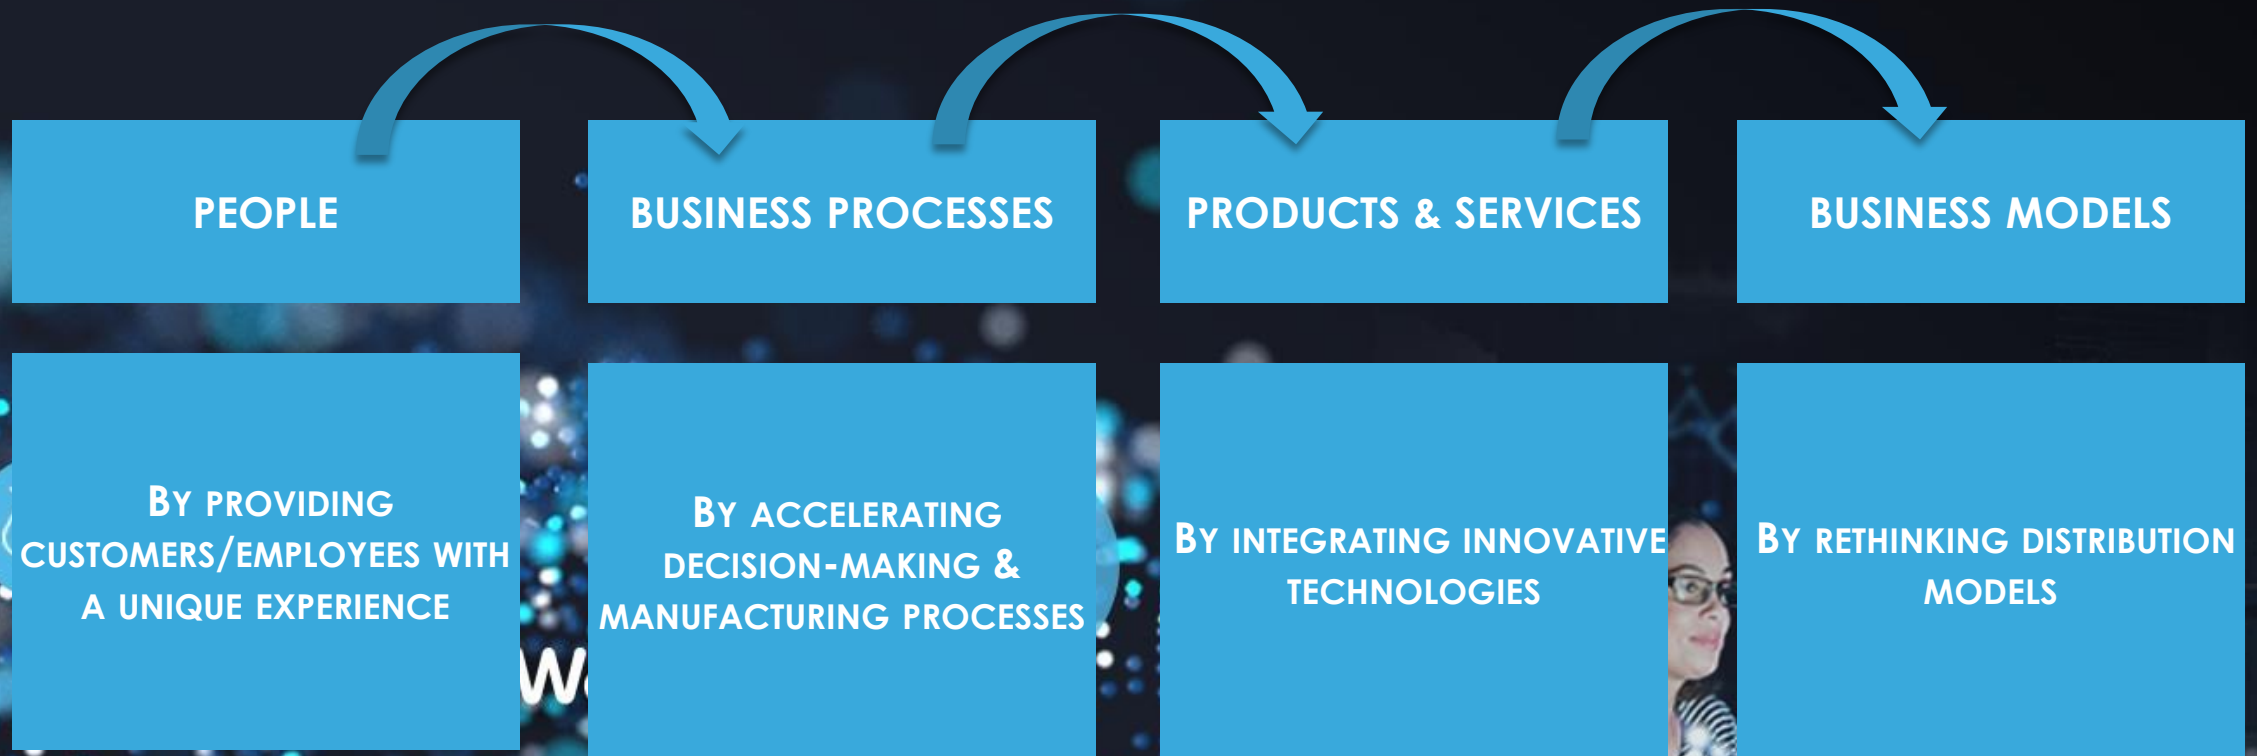 PEOPLE
BUSINESS PROCESSES
PRODUCTS & SERVICES
BUSINESS MODELS
BY PROVIDING
CUSTOMERS/EMPLOYEES WITH
A UNIQUE EXPERIENCE
BY ACCELERATING
DECISION-MAKING &
MANUFACTURING PROCESSES
BY INTEGRATING INNOVATIVE
TECHNOLOGIES
BY RETHINKING DISTRIBUTION
MODELS